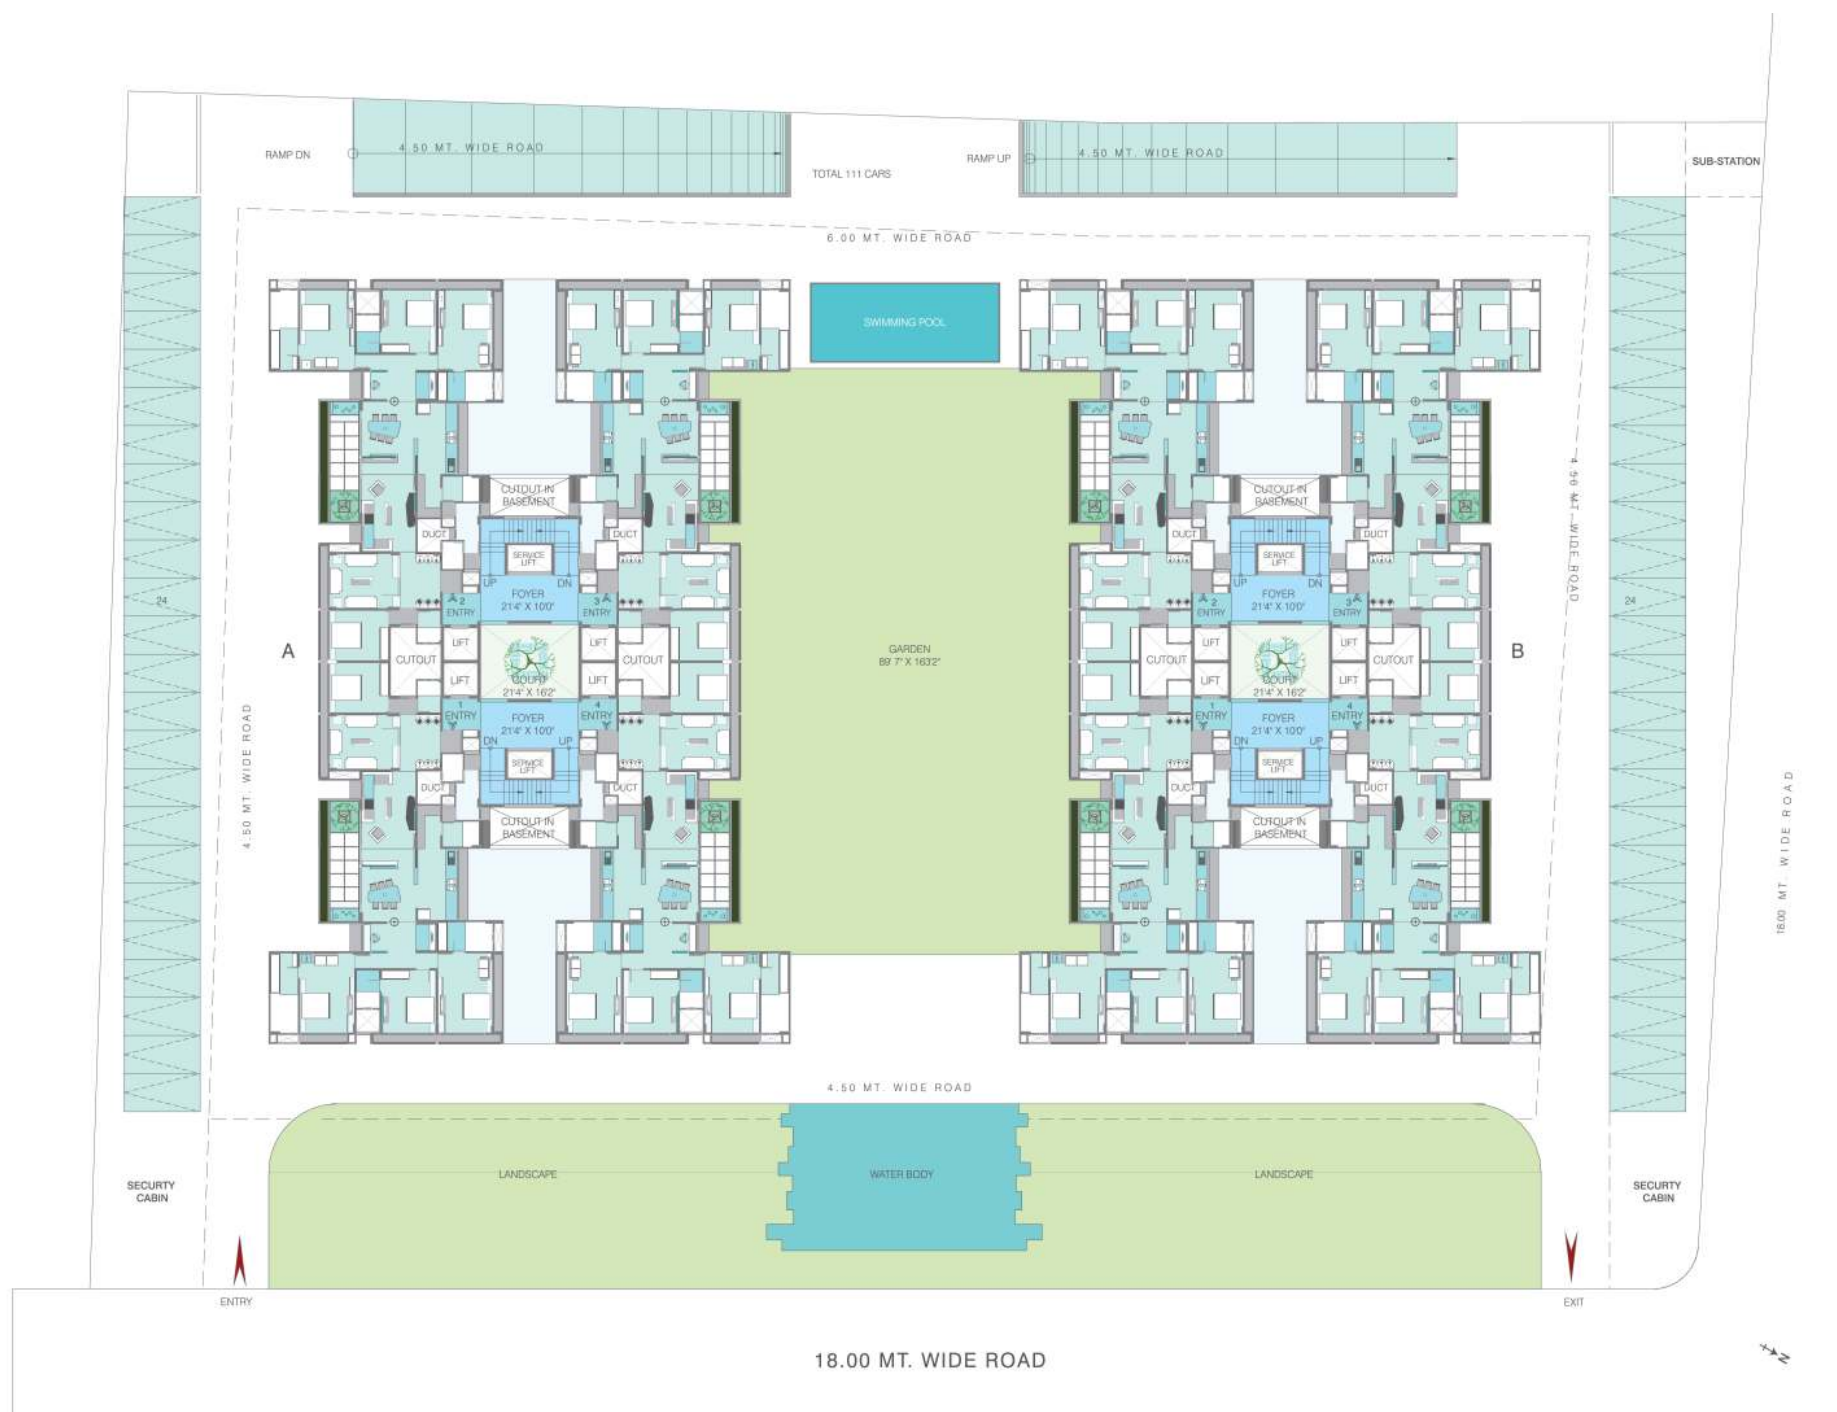 4.50 MT. WIDE ROAD
4.50 MT. WIDE ROAD
RAMP DN
RAMP UP
SUB-STATION
TOTAL 111 CARS
6.00 MT. WIDE ROAD
SWIMMING POOL
CUTOUT IN
BASEMENT
CUTOUT IN
BASEMENT
DUCT
DUCT
DUCT
DUCT
SERVICE
LIFT
SERVICE
LIFT
UP
DN
UP
DN
FOYER
21'4" X 10'0"
FOYER
21'4" X 10'0"
2
ENTRY
3
ENTRY
2
ENTRY
3
ENTRY
24
24
4.50 MT. WIDE ROAD
A
B
LIFT
LIFT
LIFT
LIFT
CUTOUT
CUTOUT
CUTOUT
CUTOUT
GARDEN
89' 7" X 163'2"
LIFT
LIFT
LIFT
LIFT
COURT
21'4" X 16'2"
COURT
21'4" X 16'2"
1
ENTRY
4
ENTRY
1
ENTRY
4
ENTRY
FOYER
21'4" X 10'0"
FOYER
21'4" X 10'0"
DN
UP
DN
UP
SERVICE
LIFT
SERVICE
LIFT
DUCT
DUCT
DUCT
DUCT
4.50 MT. WIDE ROAD
18.00 MT. WIDE ROAD
CUTOUT IN
BASEMENT
CUTOUT IN
BASEMENT
4.50 MT. WIDE ROAD
LANDSCAPE
WATER BODY
LANDSCAPE
SECURTY
CABIN
SECURTY
CABIN
ENTRY
EXIT
18.00 MT. WIDE ROAD
N